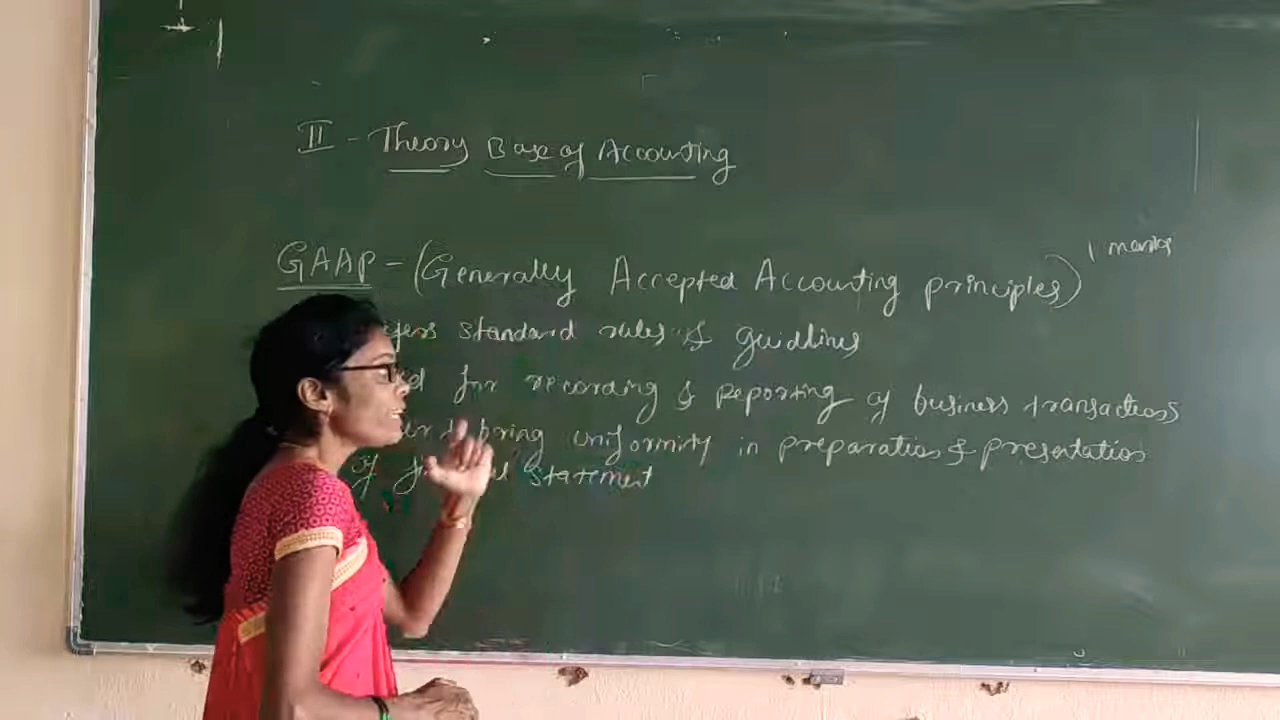 II - Theory Base of Accounting
GAAP - (Generally Accepted Accounting principles) 1 marks
standard rules & guidlines
for recording & reporting of business transactions
bring uniformity in preparation & presentation
of statement